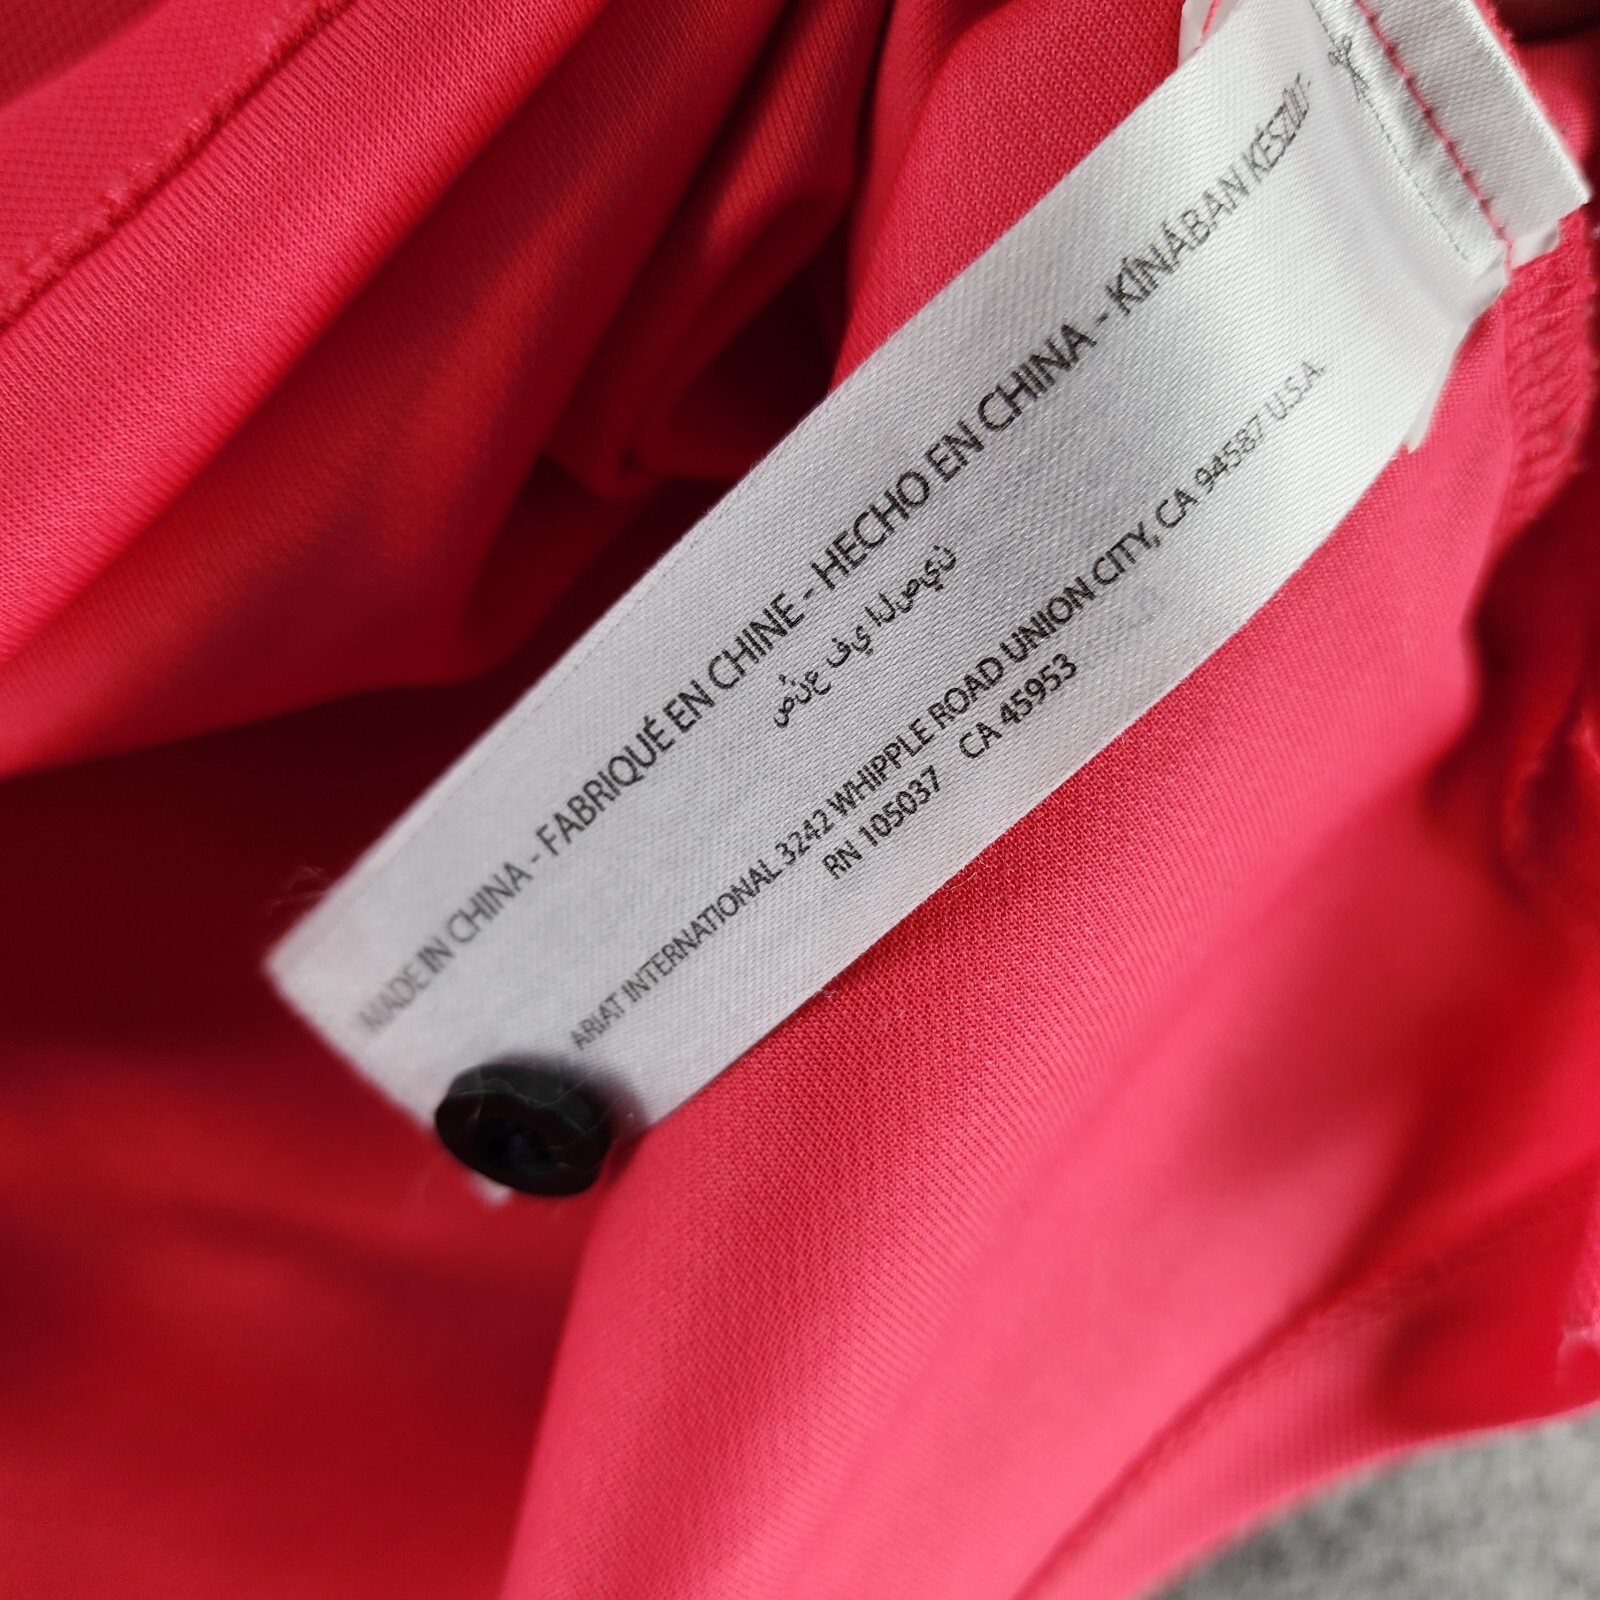 MADE IN CHINA - FABRIQUÉ EN CHINE - HECHO EN CHINA - KÍNÁBAN KÉSZÜLT -
صُنع في الصين
ARIAT INTERNATIONAL 3242 WHIPPLE ROAD UNION CITY, CA 94587 U.S.A.
RN 105037 CA 45953